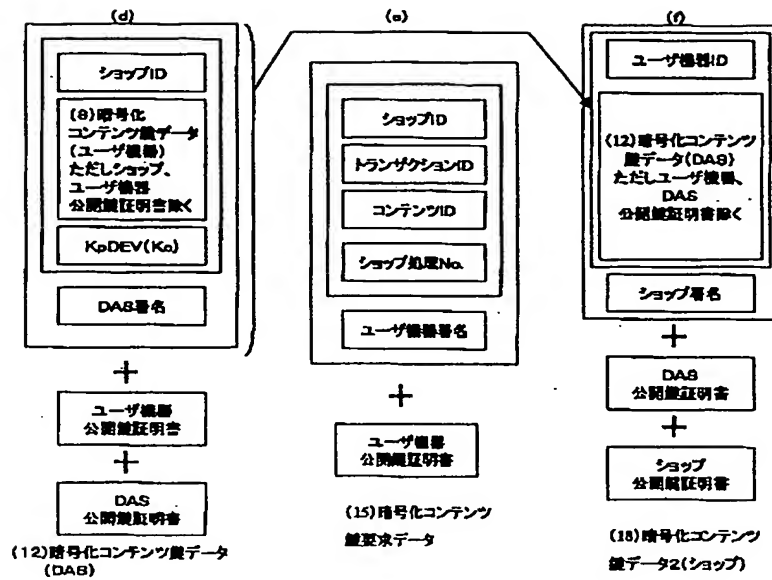 (d)
ショップID
(8)暗号化
コンテンツ鍵データ
(ユーザ機器)
ただしショップ、
ユーザ機器
公開鍵証明書除く
KpDEV(Kc)
DAS署名
+
ユーザ機器
公開鍵証明書
+
DAS
公開鍵証明書
(12)暗号化コンテンツ鍵データ
(DAS)
(e)
ショップID
トランザクションID
コンテンツID
ショップ処理No.
ユーザ機器署名
+
ユーザ機器
公開鍵証明書
(15)暗号化コンテンツ
鍵要求データ
(f)
ユーザ機器ID
(12)暗号化コンテンツ
鍵データ(DAS)
ただしユーザ機器、
DAS
公開鍵証明書除く
ショップ署名
+
DAS
公開鍵証明書
+
ショップ
公開鍵証明書
(18)暗号化コンテンツ
鍵データ2(ショップ)